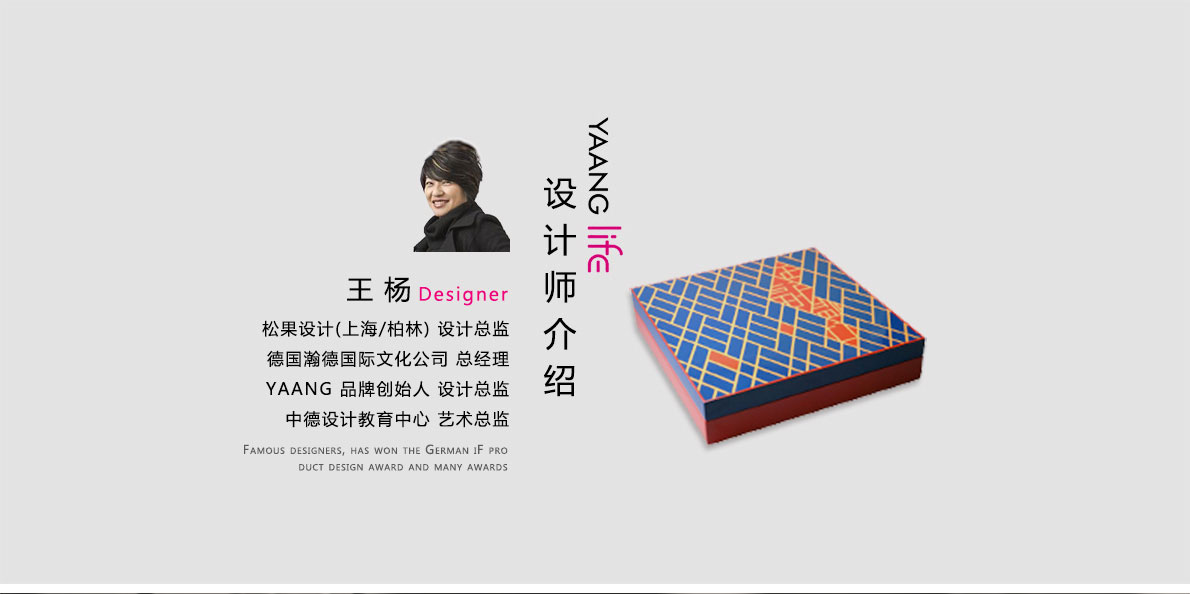 YAANG life
设计师介绍
王 杨 Designer
松果设计(上海/柏林) 设计总监
德国瀚德国际文化公司 总经理
YAANG 品牌创始人 设计总监
中德设计教育中心 艺术总监
FAMOUS DESIGNERS, HAS WON THE GERMAN IF PRO
DUCT DESIGN AWARD AND MANY AWARDS